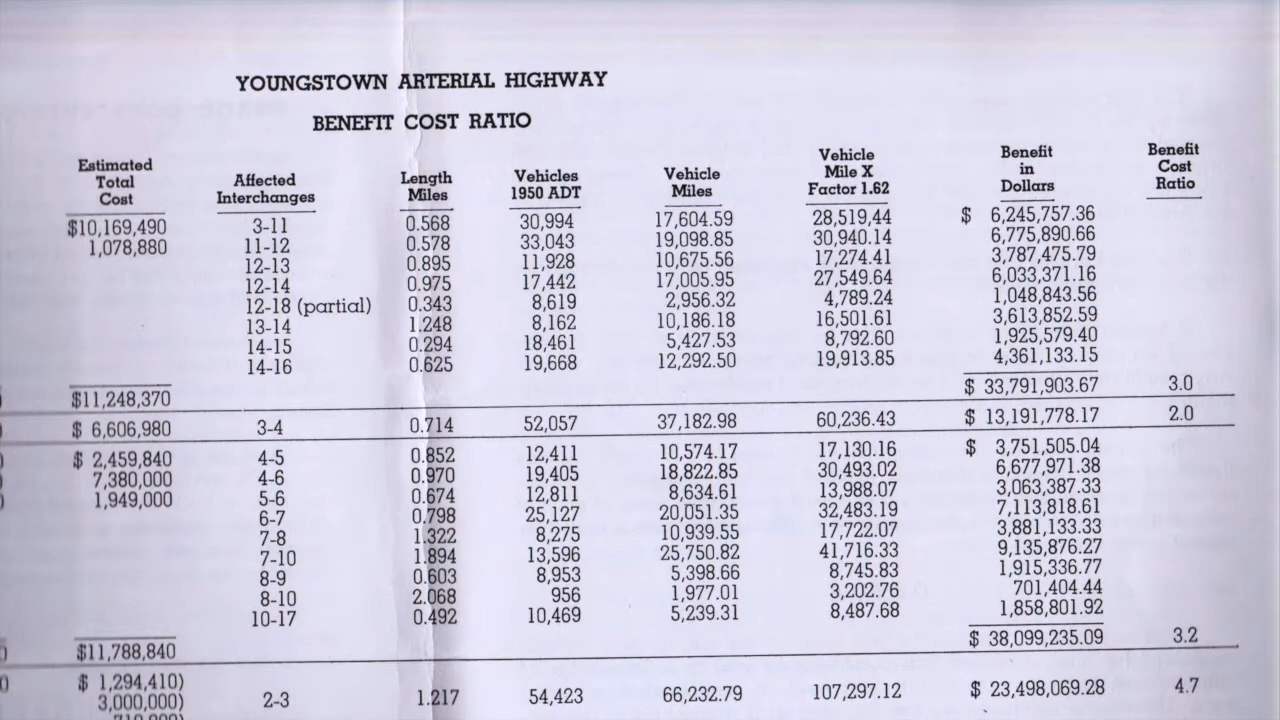 YOUNGSTOWN ARTERIAL HIGHWAY
BENEFIT COST RATIO
Estimated Total Cost Affected Interchanges Length Miles Vehicles 1950 ADT Vehicle Miles Vehicle Mile X Factor 1.62 Benefit in Dollars Benefit Cost Ratio
$10,169,490 3-11 0.568 30,994 17,604.59 28,519.44 $ 6,245,757.36
1,078,880 11-12 0.578 33,043 19,098.85 30,940.14 6,775,890.66
12-13 0.895 11,928 10,675.56 17,274.41 3,787,475.79
12-14 0.975 17,442 17,005.95 27,549.64 6,033,371.16
12-18 (partial) 0.343 8,619 2,956.32 4,789.24 1,048,843.56
13-14 1.248 8,162 10,186.18 16,501.61 3,613,852.59
14-15 0.294 18,461 5,427.53 8,792.60 1,925,579.40
14-16 0.625 19,668 12,292.50 19,913.85 4,361,133.15
$11,248,370 $ 33,791,903.67 3.0
$ 6,606,980 3-4 0.714 52,057 37,182.98 60,236.43 $ 13,191,778.17 2.0
$ 2,459,840 4-5 0.852 12,411 10,574.17 17,130.16 $ 3,751,505.04
7,380,000 4-6 0.970 19,405 18,822.85 30,493.02 6,677,971.38
1,949,000 5-6 0.674 12,811 8,634.61 13,988.07 3,063,387.33
6-7 0.798 25,127 20,051.35 32,483.19 7,113,818.61
7-8 1.322 8,275 10,939.55 17,722.07 3,881,133.33
7-10 1.894 13,596 25,750.82 41,716.33 9,135,876.27
8-9 0.603 8,953 5,398.66 8,745.83 1,915,336.77
8-10 2.068 956 1,977.01 3,202.76 701,404.44
10-17 0.492 10,469 5,239.31 8,487.68 1,858,801.92
$11,788,840 $ 38,099,235.09 3.2
$ 1,294,410)
3,000,000) 2-3 1.217 54,423 66,232.79 107,297.12 $ 23,498,069.28 4.7